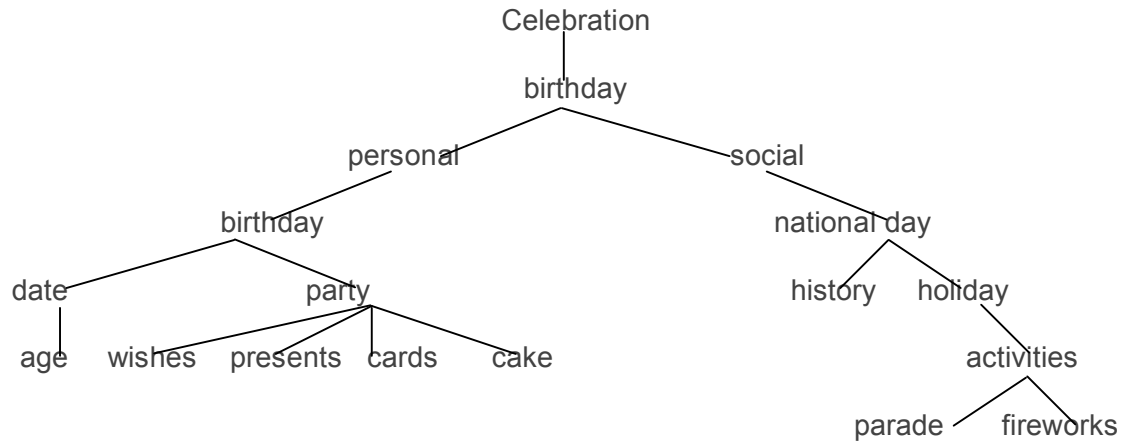 Celebration
birthday
personal social
birthday national day
date party history holiday
age wishes presents cards cake activities
parade fireworks